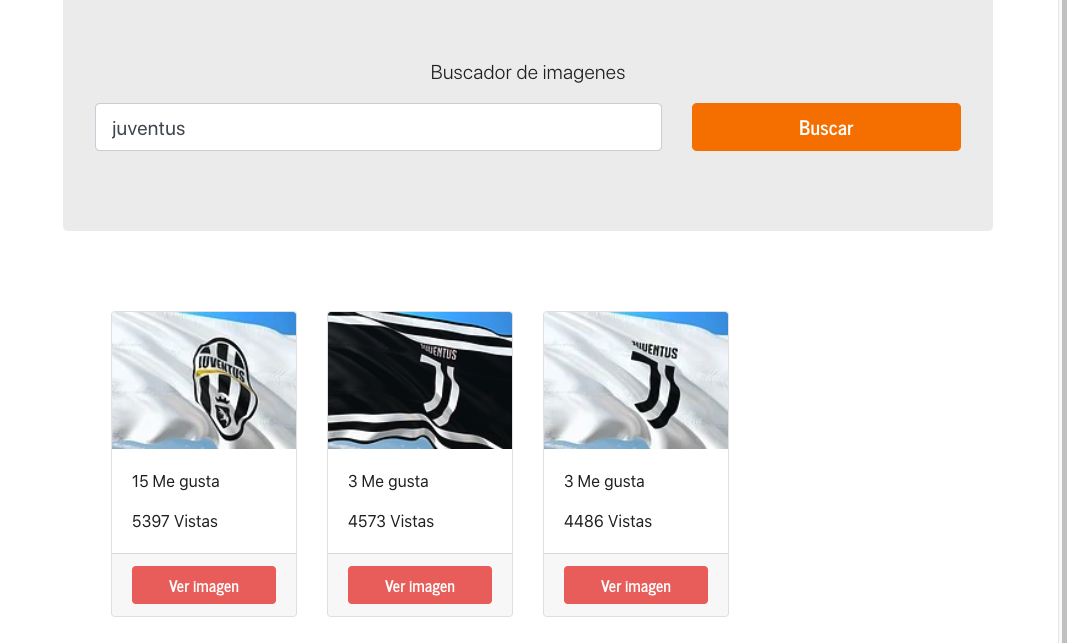 Buscador de imagenes
juventus
Buscar
JUVENTUS
JUVENTUS
JUVENTUS
15 Me gusta
3 Me gusta
3 Me gusta
5397 Vistas
4573 Vistas
4486 Vistas
Ver imagen
Ver imagen
Ver imagen